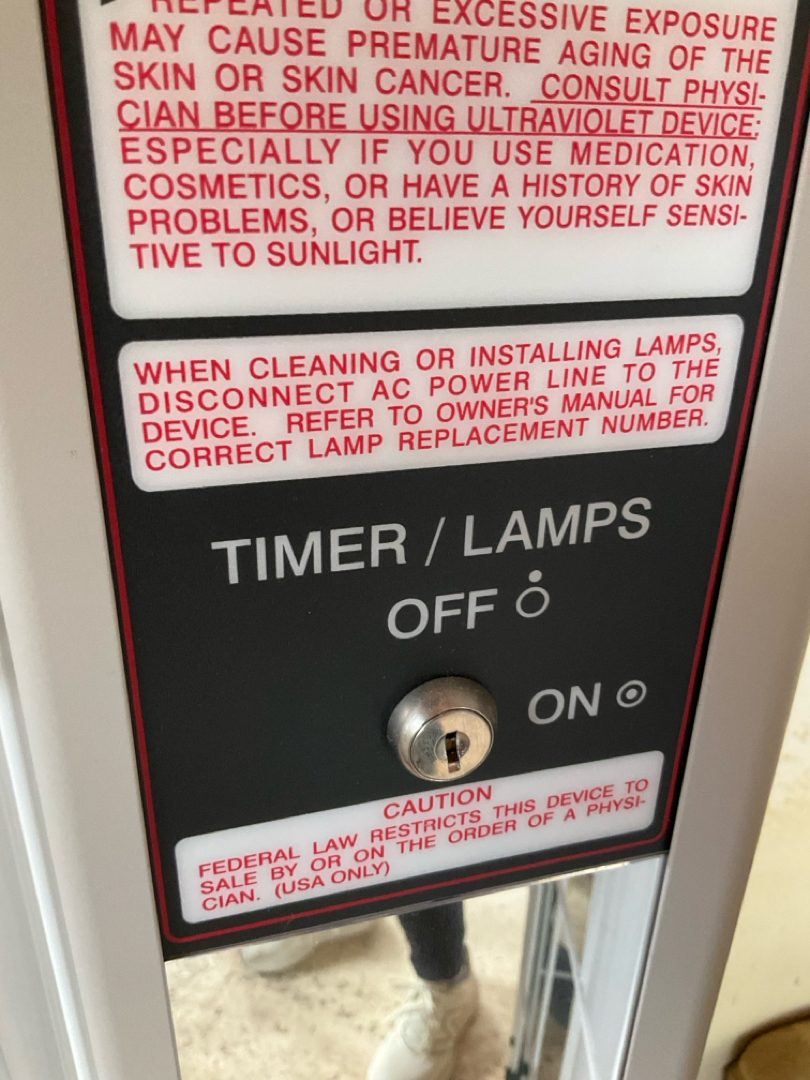 REPEATED OR EXCESSIVE EXPOSURE
MAY CAUSE PREMATURE AGING OF THE
SKIN OR SKIN CANCER. CONSULT PHYSI-
CIAN BEFORE USING ULTRAVIOLET DEVICE;
ESPECIALLY IF YOU USE MEDICATION,
COSMETICS, OR HAVE A HISTORY OF SKIN
PROBLEMS, OR BELIEVE YOURSELF SENSI-
TIVE TO SUNLIGHT.
WHEN CLEANING OR INSTALLING LAMPS,
DISCONNECT AC POWER LINE TO THE
DEVICE. REFER TO OWNER'S MANUAL FOR
CORRECT LAMP REPLACEMENT NUMBER.
TIMER / LAMPS
OFF
ON
CAUTION
FEDERAL LAW RESTRICTS THIS DEVICE TO
SALE BY OR ON THE ORDER OF A PHYSI-
CIAN. (USA ONLY)